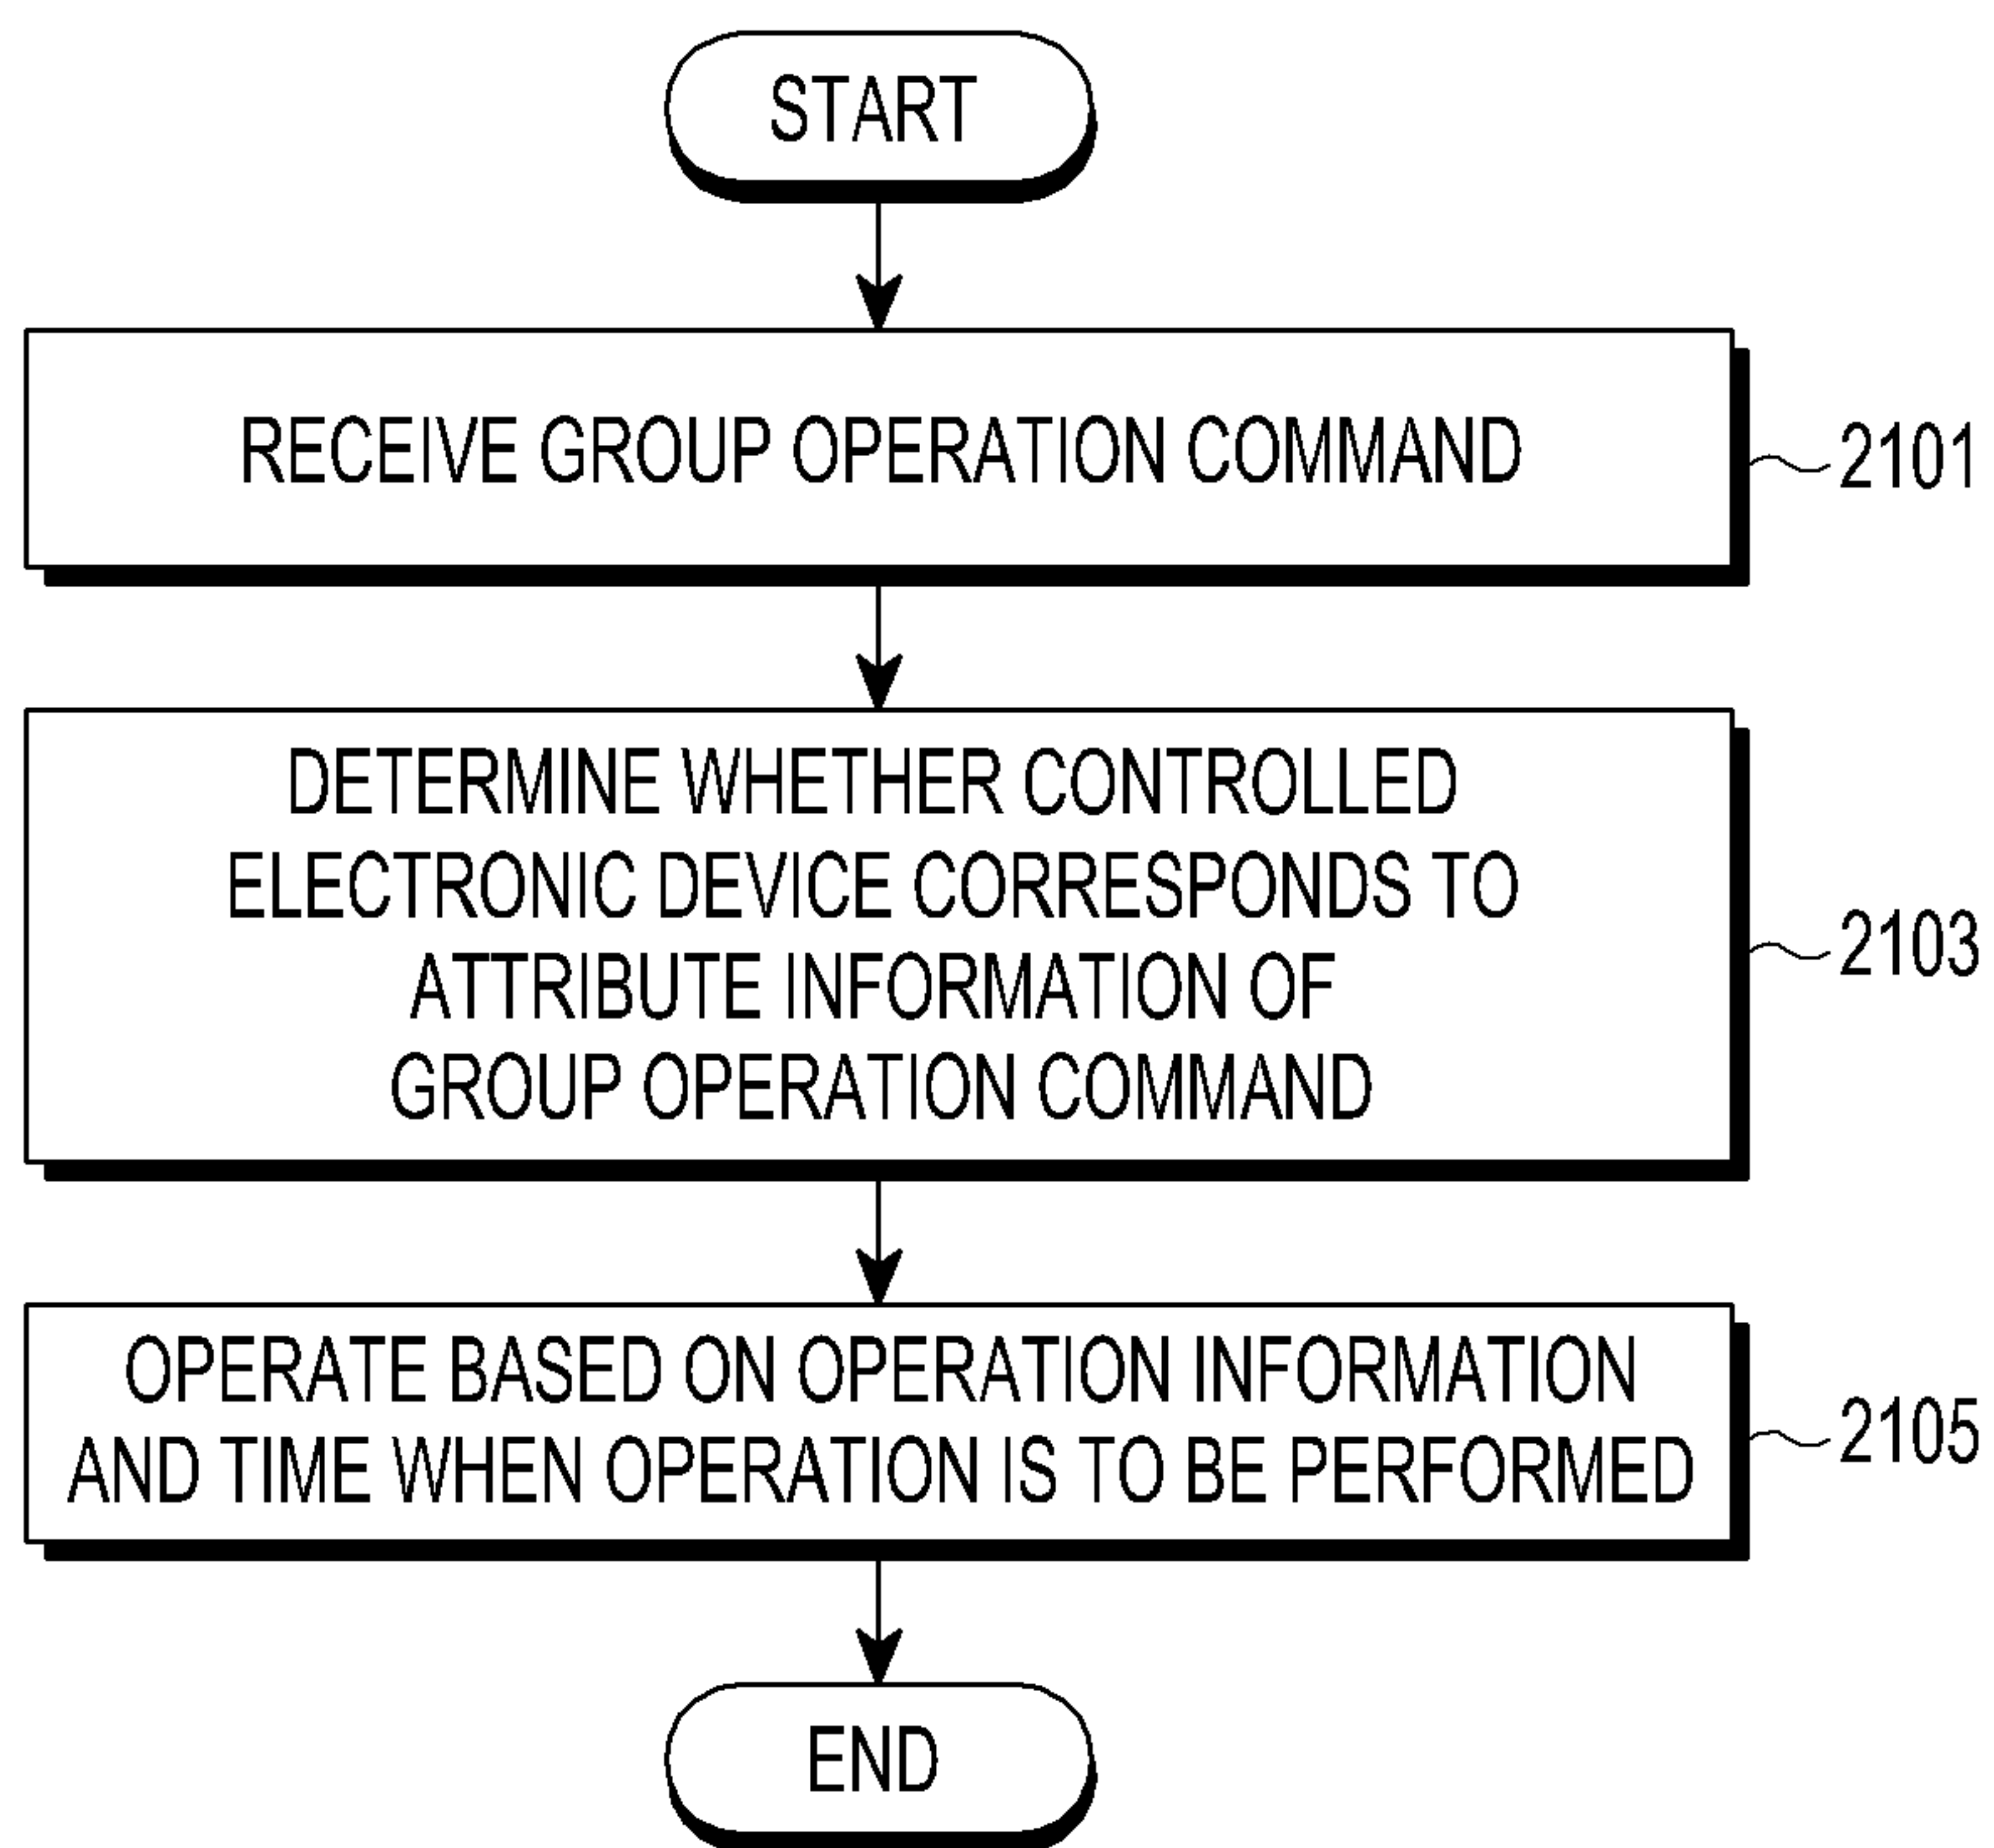 START
RECEIVE GROUP OPERATION COMMAND
2101
DETERMINE WHETHER CONTROLLED
ELECTRONIC DEVICE CORRESPONDS TO
ATTRIBUTE INFORMATION OF
GROUP OPERATION COMMAND
2103
OPERATE BASED ON OPERATION INFORMATION
AND TIME WHEN OPERATION IS TO BE PERFORMED
2105
END